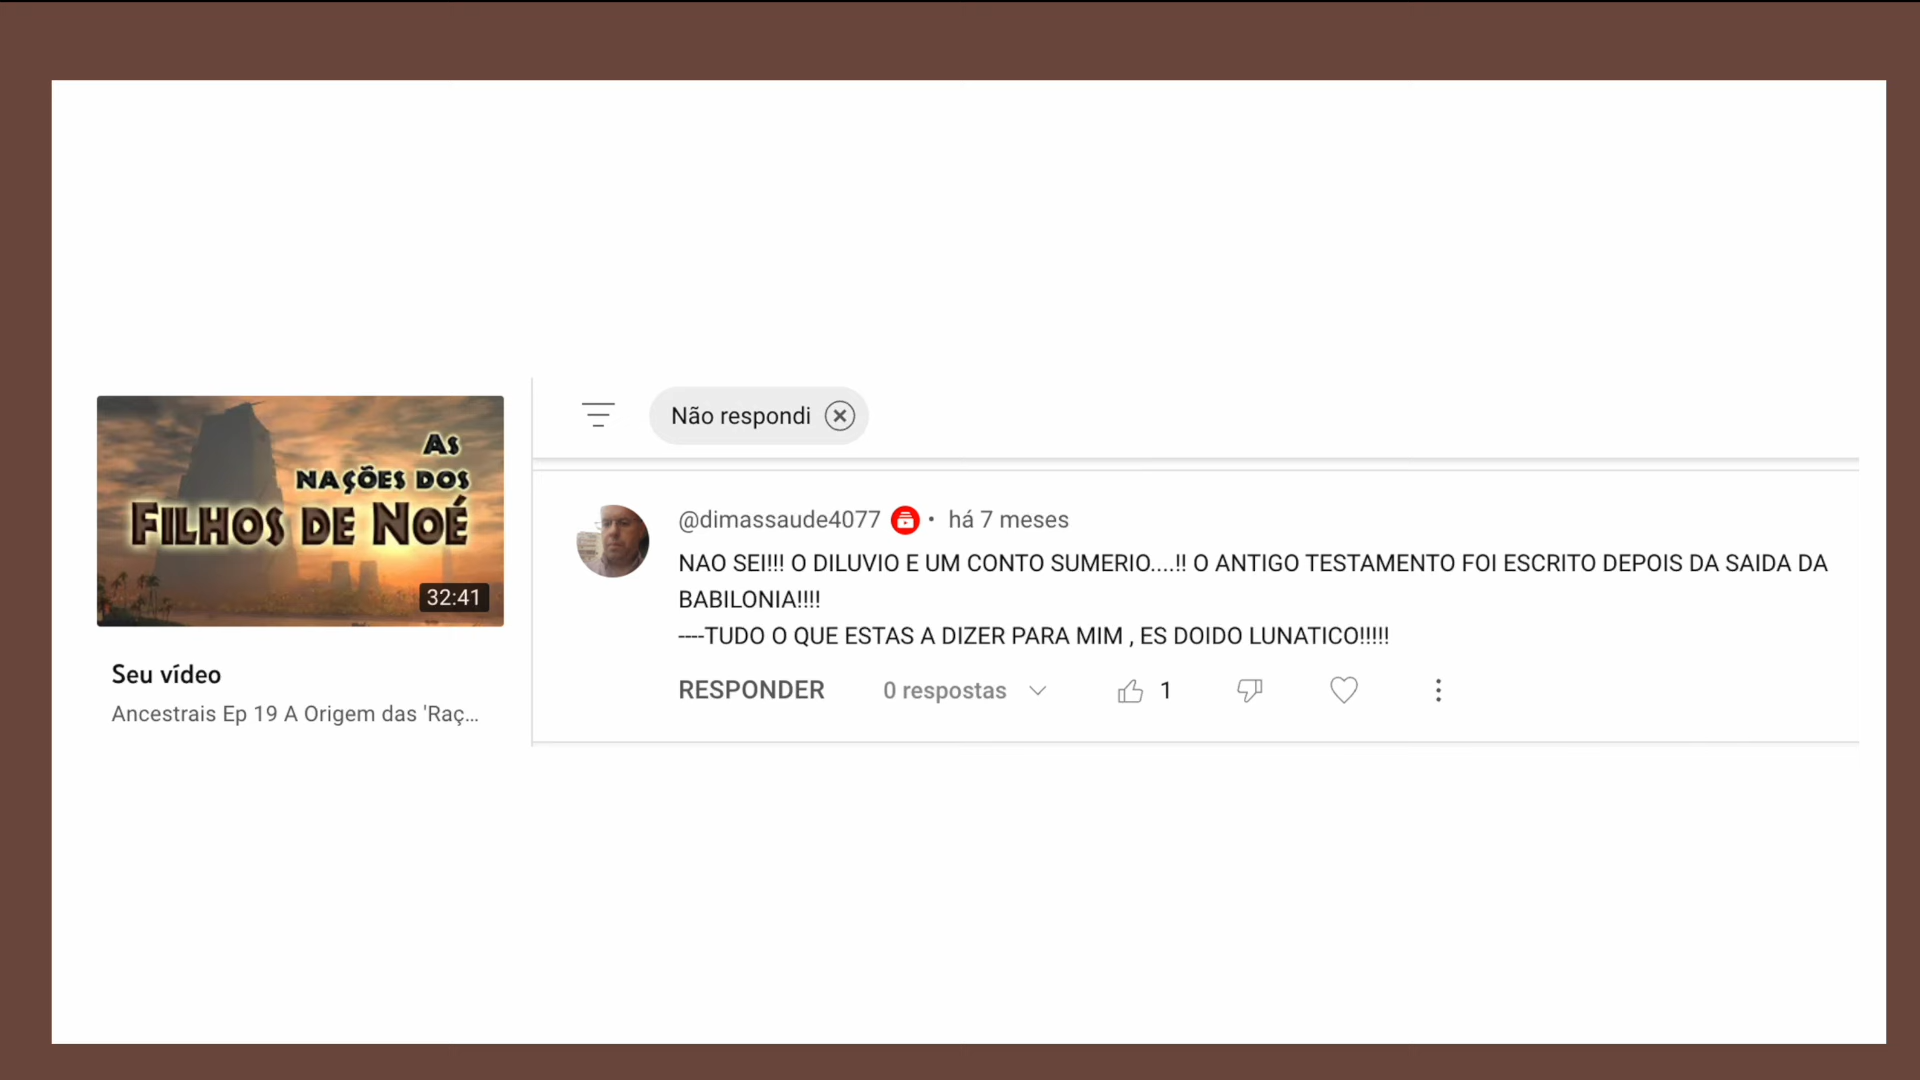 AS
NAÇÕES DOS
FILHOS DE NOÉ
32:41
Seu vídeo
Ancestrais Ep 19 A Origem das 'Raç...
Não respondi
@dimassaude4077 • há 7 meses
NAO SEI!!! O DILUVIO E UM CONTO SUMERIO....!! O ANTIGO TESTAMENTO FOI ESCRITO DEPOIS DA SAIDA DA
BABILONIA!!!!
----TUDO O QUE ESTAS A DIZER PARA MIM , ES DOIDO LUNATICO!!!!!
RESPONDER 0 respostas 1